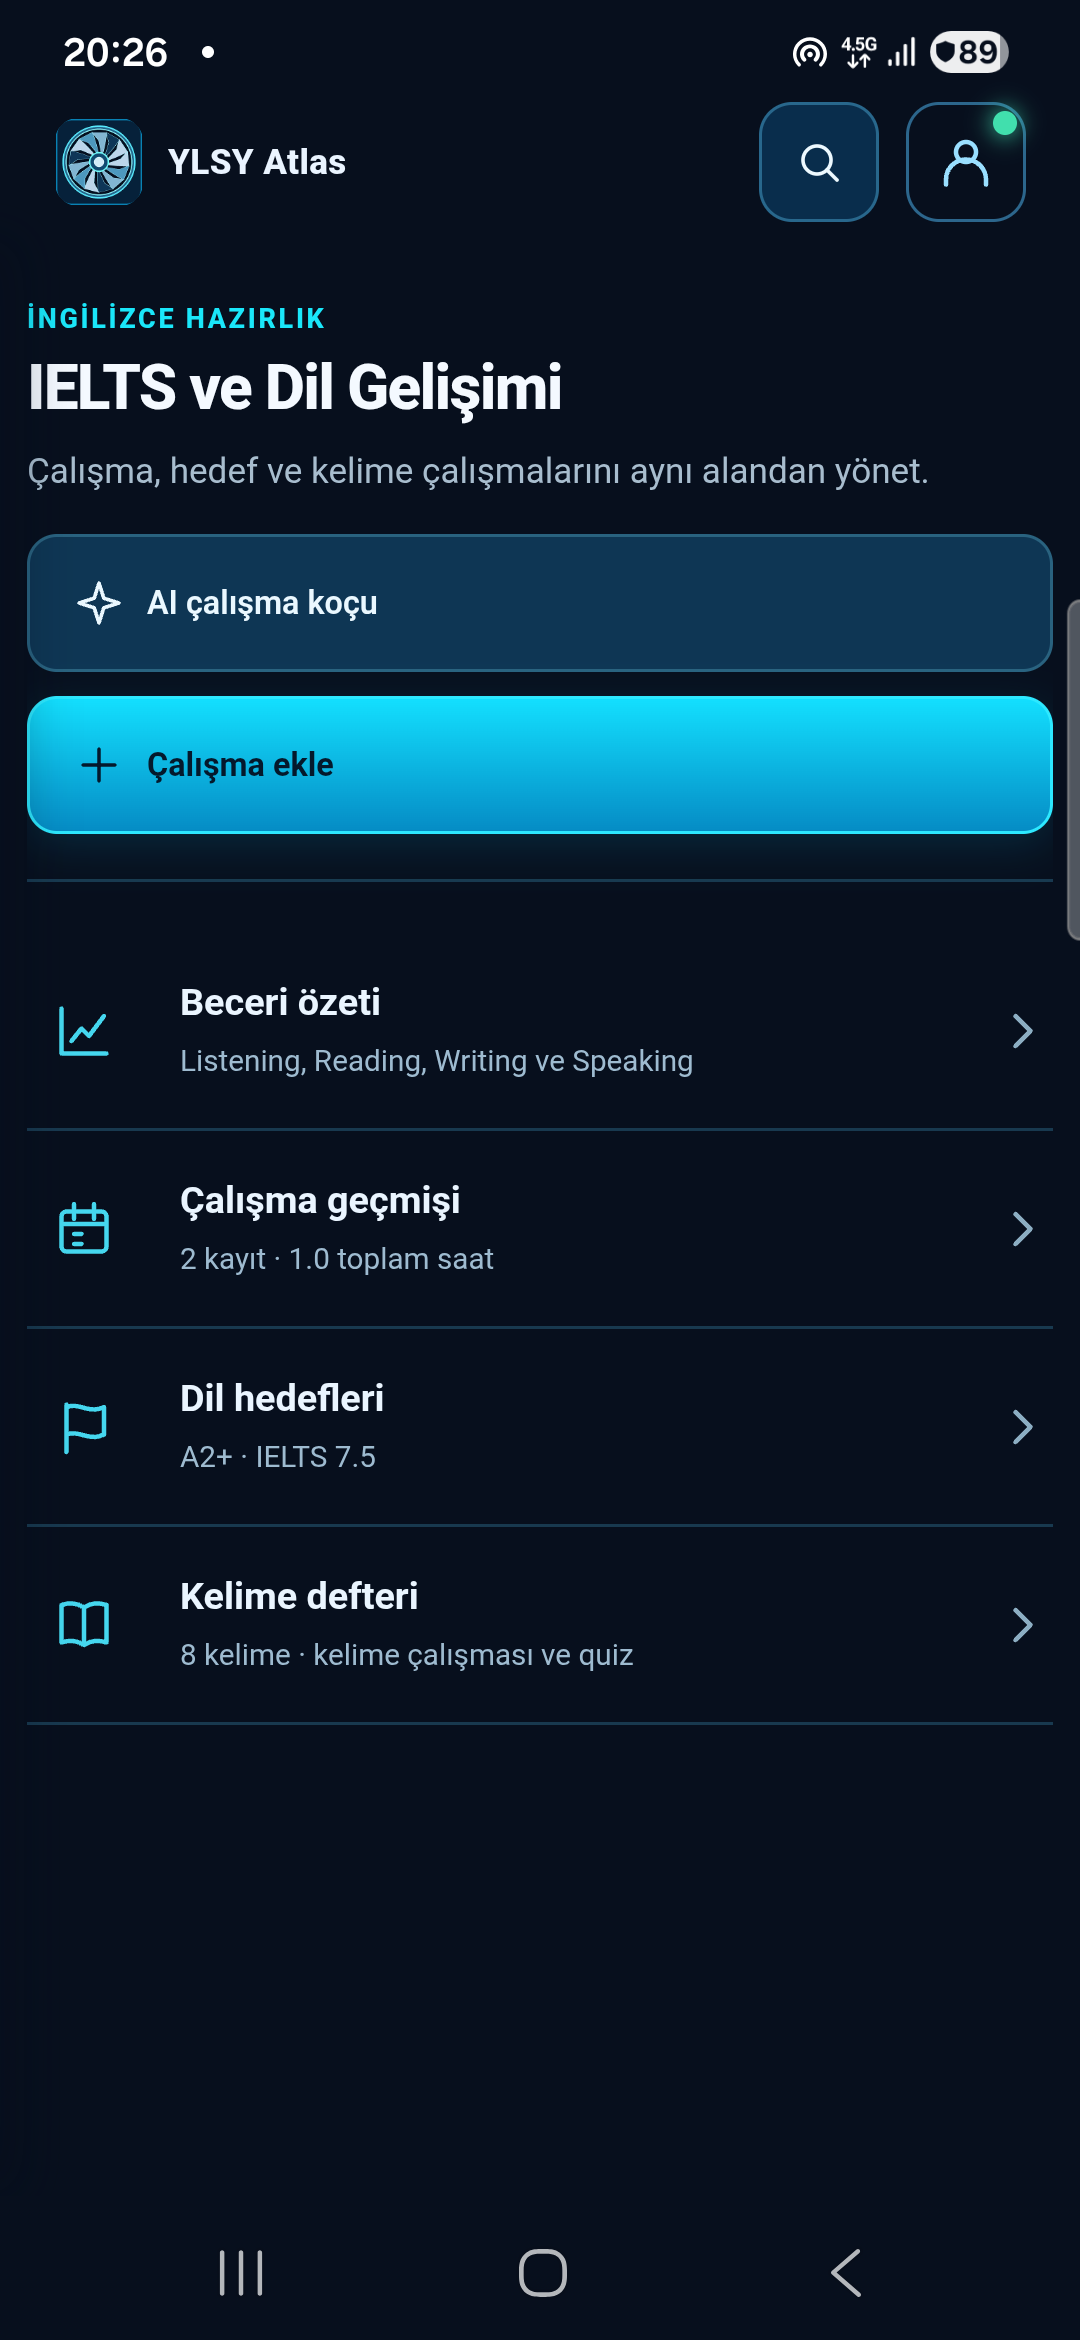 20:26
4.5G
89
YLSY Atlas
İNGİLİZCE HAZIRLIK
IELTS ve Dil Gelişimi
Çalışma, hedef ve kelime çalışmalarını aynı alandan yönet.
AI çalışma koçu
Çalışma ekle
Beceri özeti
Listening, Reading, Writing ve Speaking
Çalışma geçmişi
2 kayıt · 1.0 toplam saat
Dil hedefleri
A2+ · IELTS 7.5
Kelime defteri
8 kelime · kelime çalışması ve quiz